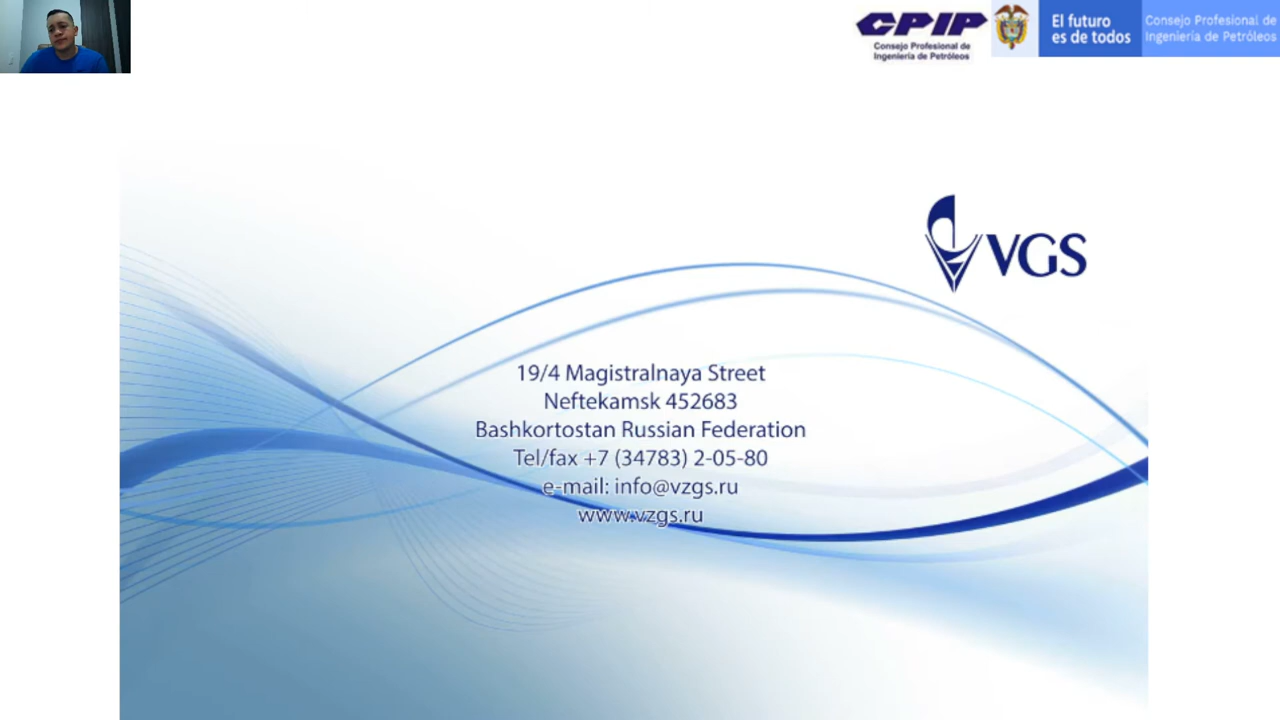 CPIP
Consejo Profesional de
Ingeniería de Petróleos
El futuro
es de todos
Consejo Profesional de
Ingeniería de Petróleos
VGS
19/4 Magistralnaya Street
Neftekamsk 452683
Bashkortostan Russian Federation
Tel/fax +7 (34783) 2-05-80
e-mail: info@vzgs.ru
www.vzgs.ru